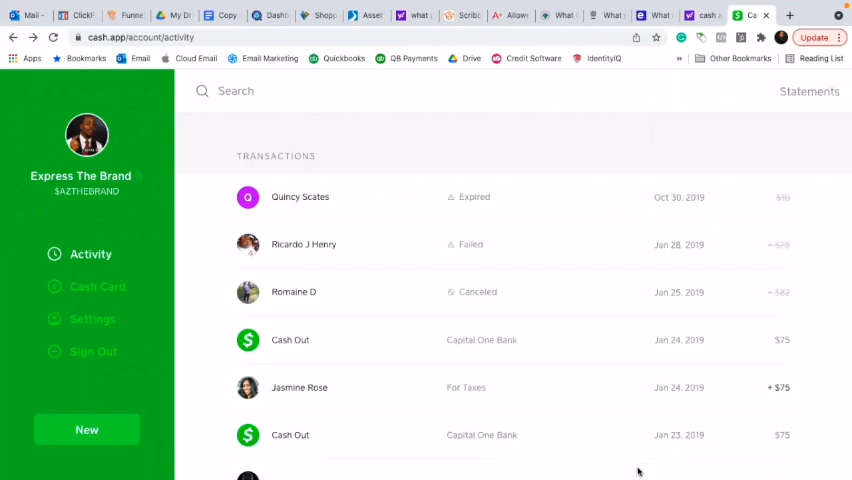 Mail -
ClickF
Funne
My Dr
Copy
Dashb
Shopp
Asset
what
Scribb
Allowe
What
What
What
cash a
Ca
cash.app/account/activity
Update
Apps
Bookmarks
Email
Cloud Email
Email Marketing
Quickbooks
QB Payments
Drive
Credit Software
IdentityIQ
»
Other Bookmarks
Reading List
Search
Statements
Express The Brand
$AZTHEBRAND
Activity
Cash Card
Settings
Sign Out
New
TRANSACTIONS
Q Quincy Scates Expired Oct 30, 2019 $10
Ricardo J Henry Failed Jan 28, 2019 + $75
Romaine D Canceled Jan 25, 2019 + $82
$ Cash Out Capital One Bank Jan 24, 2019 $75
Jasmine Rose For Taxes Jan 24, 2019 + $75
$ Cash Out Capital One Bank Jan 23, 2019 $75